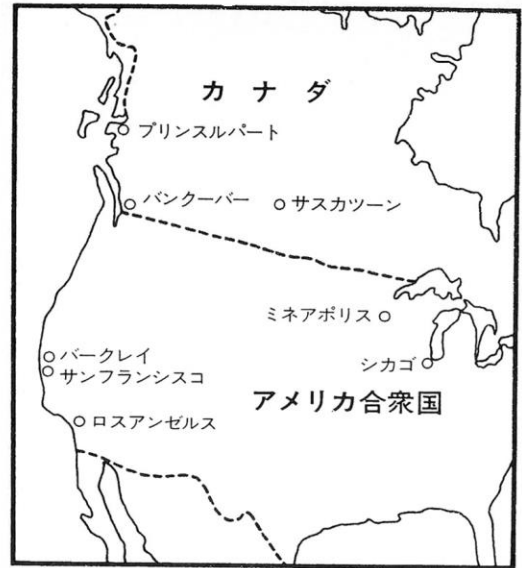 カナダ
プリンスルパート
バンクーバー
サスカツーン
ミネアポリス
バークレイ
サンフランシスコ
シカゴ
アメリカ合衆国
ロスアンゼルス